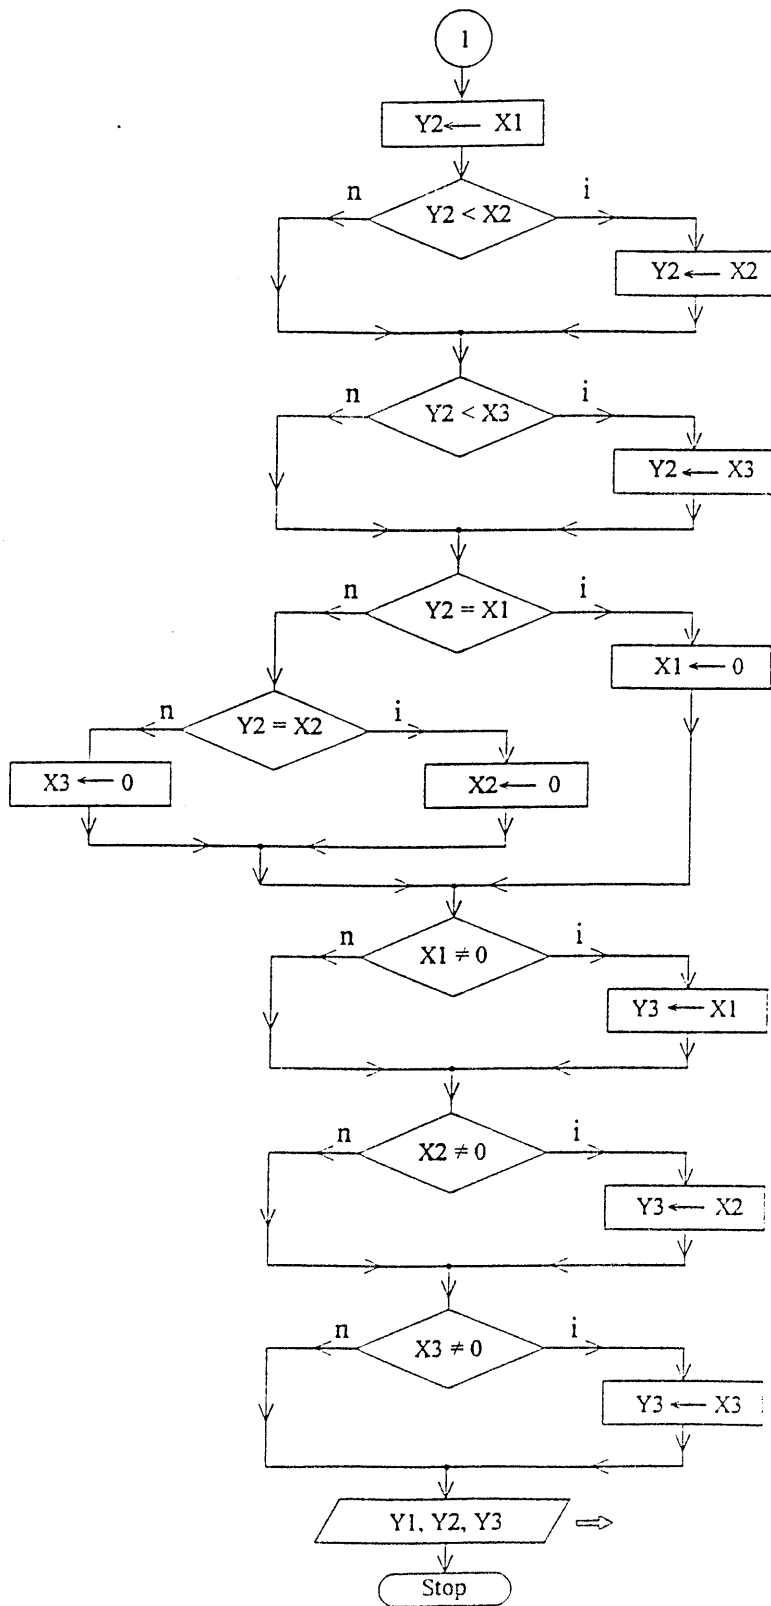 1
Y2 ← X1
n
i
Y2 < X2
Y2 ← X2
n
i
Y2 < X3
Y2 ← X3
n
i
Y2 = X1
X1 ← 0
n
i
Y2 = X2
X3 ← 0
X2 ← 0
n
i
X1 ≠ 0
Y3 ← X1
n
i
X2 ≠ 0
Y3 ← X2
n
i
X3 ≠ 0
Y3 ← X3
Y1, Y2, Y3 ⇒
Stop